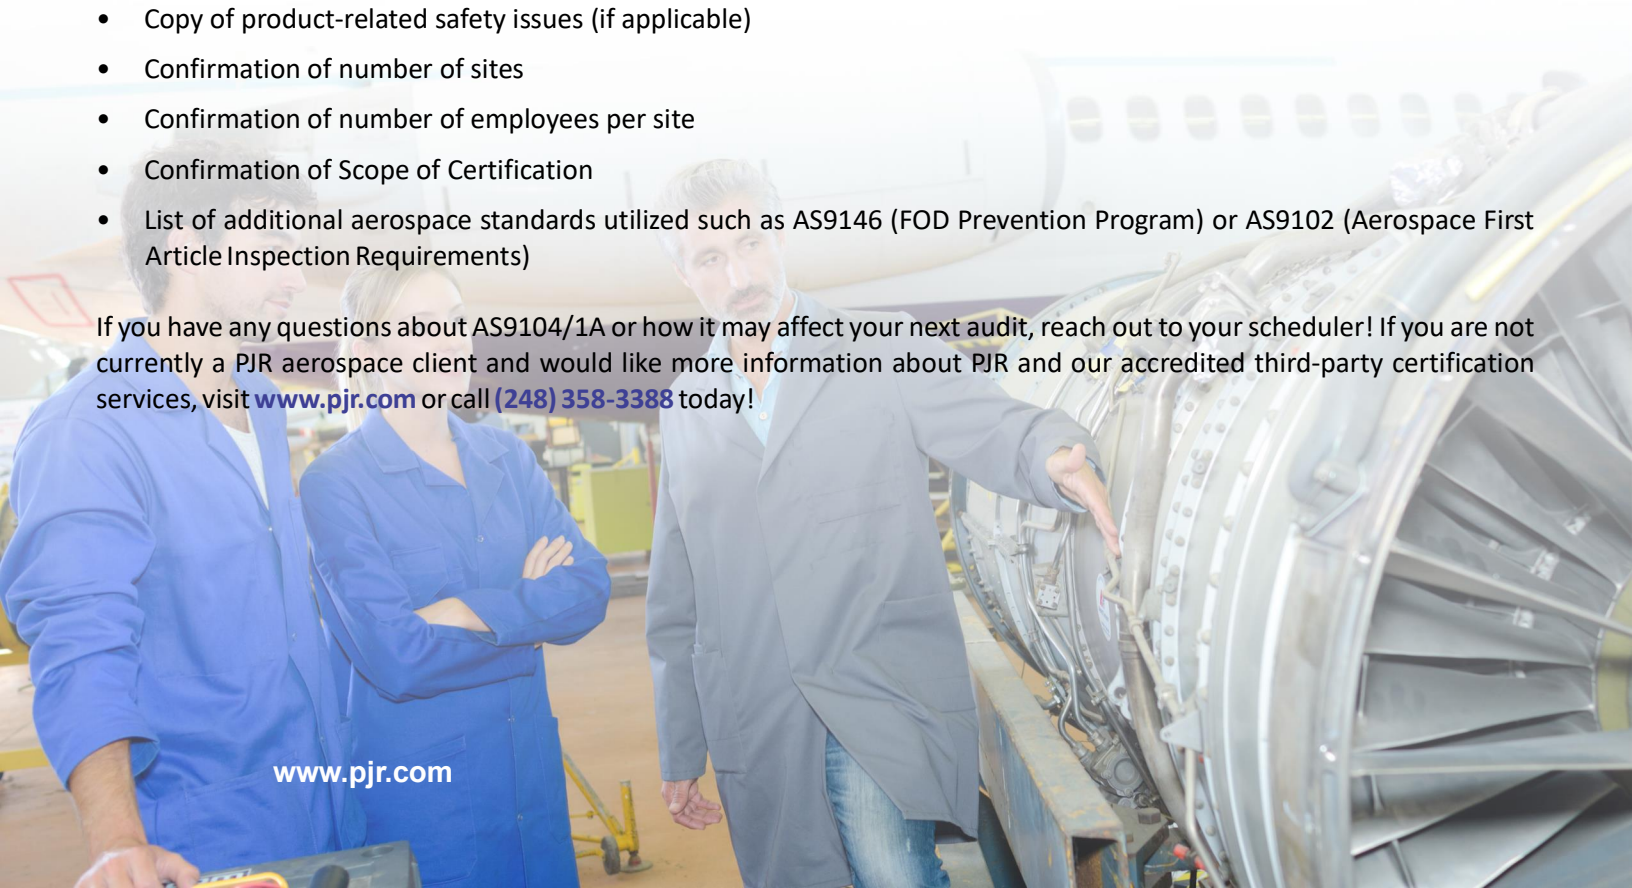 • Copy of product-related safety issues (if applicable)
• Confirmation of number of sites
• Confirmation of number of employees per site
• Confirmation of Scope of Certification
• List of additional aerospace standards utilized such as AS9146 (FOD Prevention Program) or AS9102 (Aerospace First
Article Inspection Requirements)
If you have any questions about AS9104/1A or how it may affect your next audit, reach out to your scheduler! If you are not
currently a PJR aerospace client and would like more information about PJR and our accredited third-party certification
services, visit www.pjr.com or call (248) 358-3388 today!
www.pjr.com